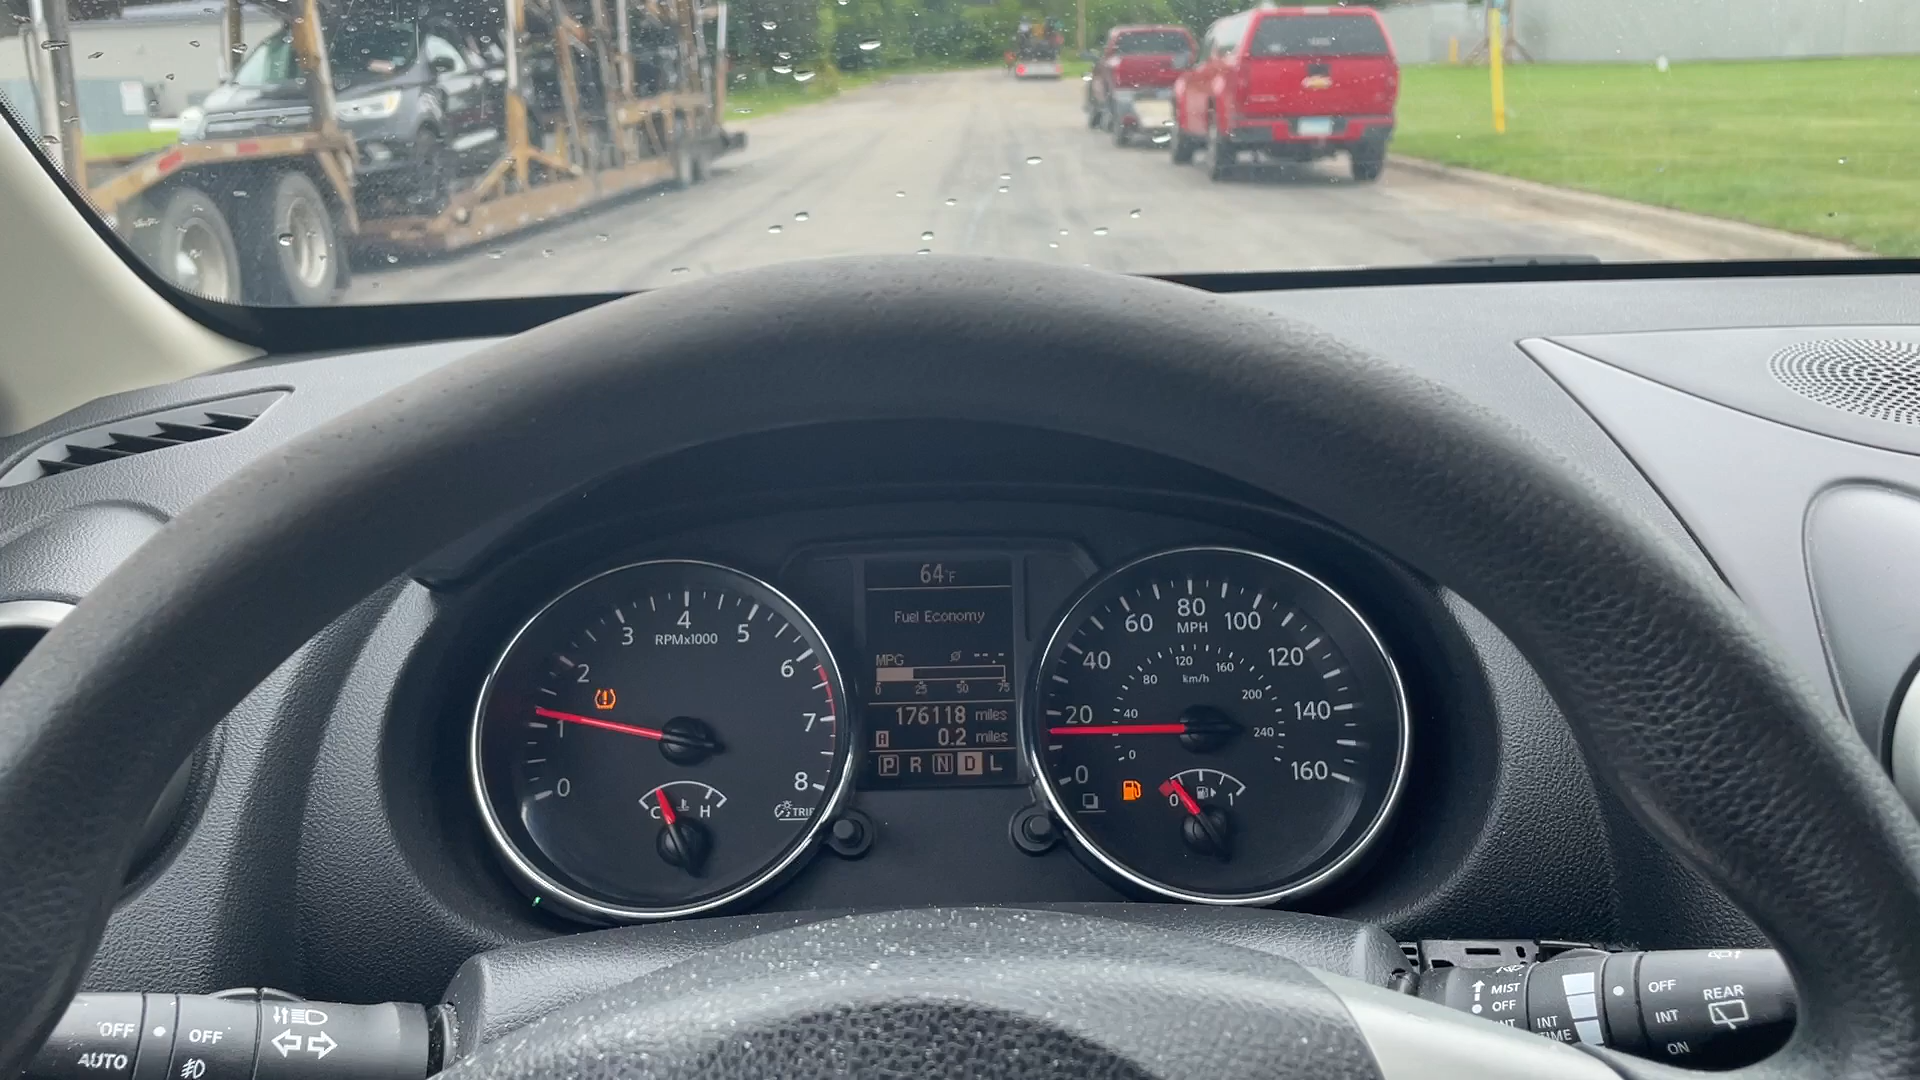 64°F
Fuel Economy
MPG
0 25 50 75
176118 miles
A 0.2 miles
P R N D L
0
1
2
3
4
5
6
7
8
RPMx1000
C H
TRIP
0
20
40
60
80
100
120
140
160
MPH
0
40
80
120
160
200
240
km/h
0 1
OFF
AUTO
OFF
MIST
OFF
INT
INT
TIME
OFF
INT
ON
REAR